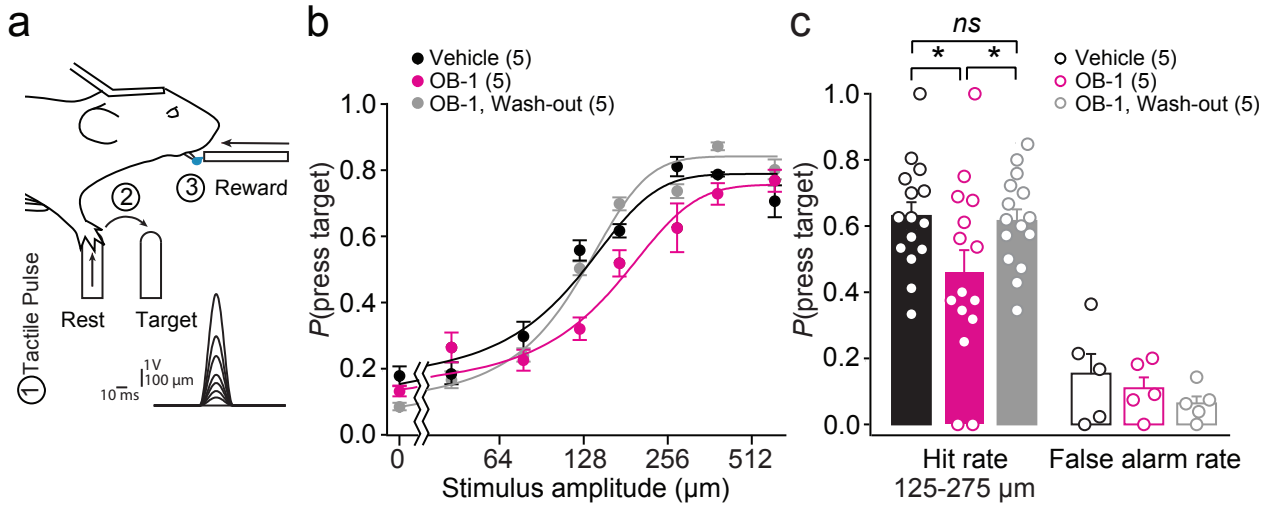 a
② 
③ Reward
Rest
Target
① Tactile Pulse
1V
100 µm
10 ms
b
Vehicle (5)
OB-1 (5)
OB-1, Wash-out (5)
P(press target)
1.0
0.8
0.6
0.4
0.2
0.0
0
64
128
256
512
Stimulus amplitude (µm)
c
ns
* *
Vehicle (5)
OB-1 (5)
OB-1, Wash-out (5)
P(press target)
1.0
0.8
0.6
0.4
0.2
0.0
Hit rate
125-275 µm
False alarm rate